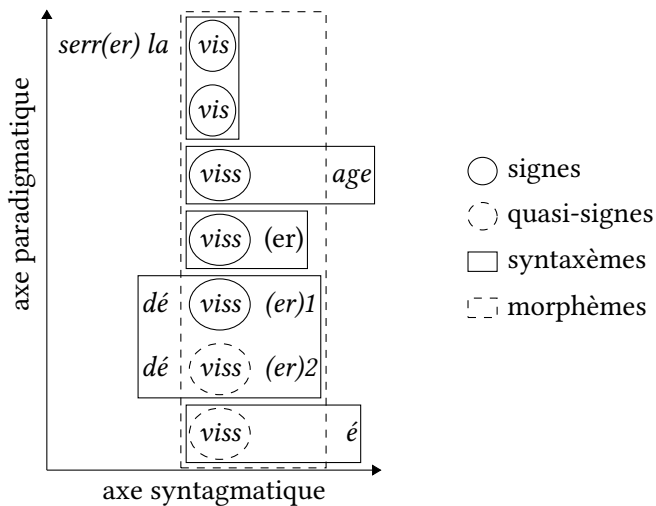 serr(er) la vis
vis
viss age
viss (er)
dé viss (er)1
dé viss (er)2
viss é
axe paradigmatique
axe syntagmatique
signes
quasi-signes
syntaxèmes
morphèmes